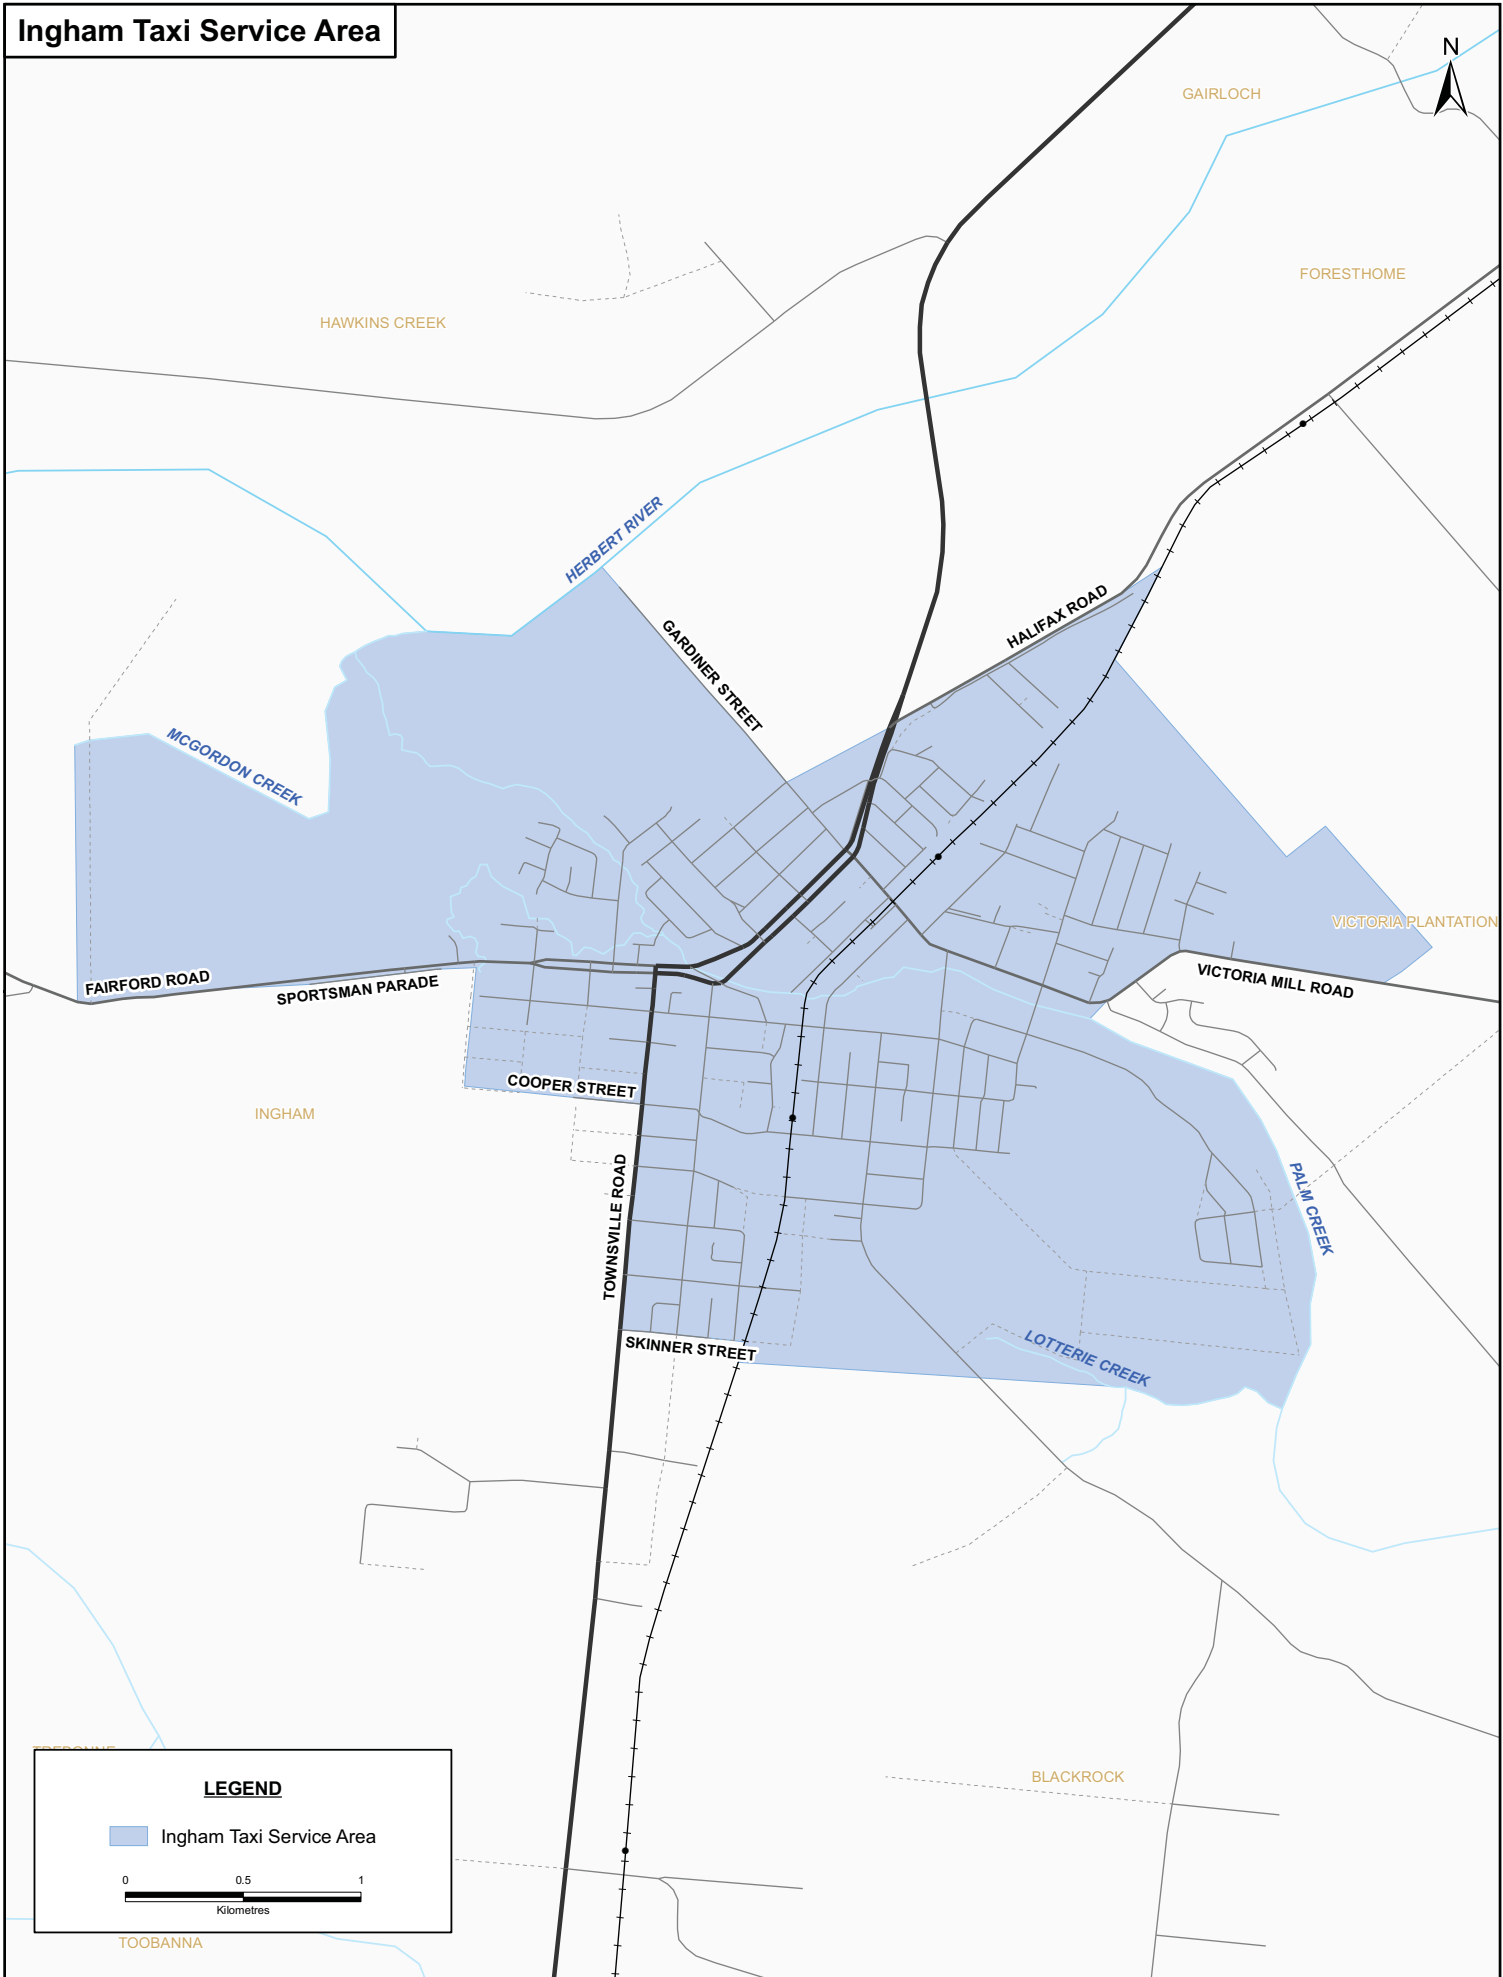 Ingham Taxi Service Area
N
GAIRLOCH
FORESTHOME
HAWKINS CREEK
HERBERT RIVER
HALIFAX ROAD
GARDINER STREET
MCGORDON CREEK
VICTORIA PLANTATION
FAIRFORD ROAD
SPORTSMAN PARADE
VICTORIA MILL ROAD
COOPER STREET
INGHAM
TOWNSVILLE ROAD
PALM CREEK
SKINNER STREET
LOTTERIE CREEK
BLACKROCK
LEGEND
Ingham Taxi Service Area
0 0.5 1
Kilometres
TOOBANNA